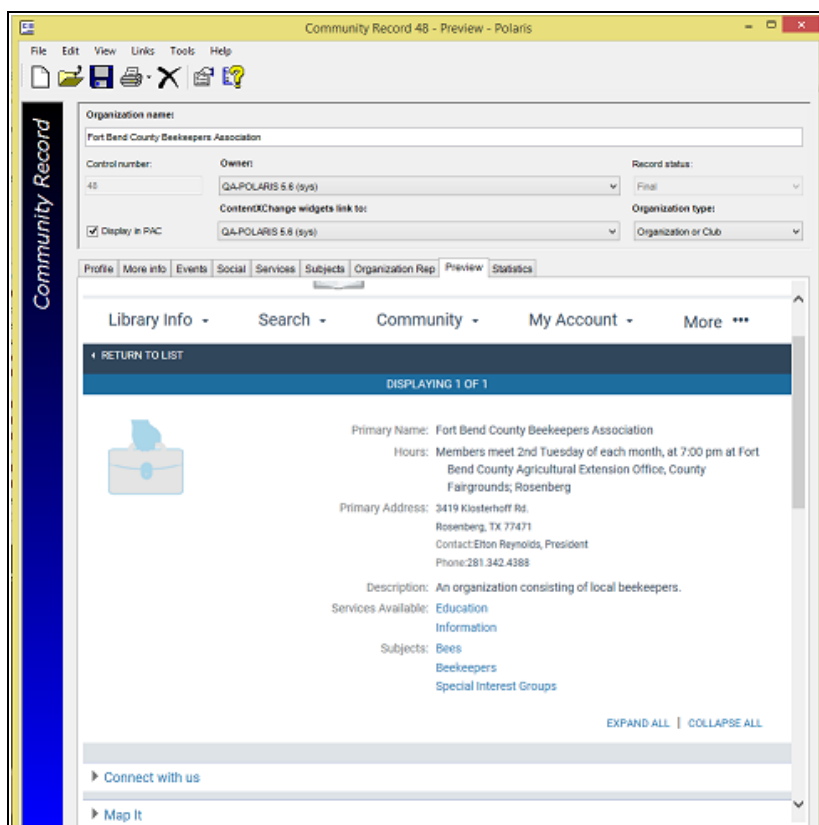 Community Record 48 - Preview - Polaris
File Edit View Links Tools Help
Community Record
Organization name:
Fort Bend County Beekeepers Association
Control number: Owner: Record status:
48 QA-POLARIS 5.6 (sys) Final
ContentXChange widgets link to: Organization type:
Display in PAC QA-POLARIS 5.6 (sys) Organization or Club
Profile More info Events Social Services Subjects Organization Rep Preview Statistics
Library Info Search Community My Account More •••
RETURN TO LIST
DISPLAYING 1 OF 1
Primary Name: Fort Bend County Beekeepers Association
Hours: Members meet 2nd Tuesday of each month, at 7:00 pm at Fort
Bend County Agricultural Extension Office, County
Fairgrounds; Rosenberg
Primary Address: 3419 Klosterhoff Rd.
Rosenberg, TX 77471
Contact:Elton Reynolds, President
Phone:281.342.4388
Description: An organization consisting of local beekeepers.
Services Available: Education
Information
Subjects: Bees
Beekeepers
Special Interest Groups
EXPAND ALL | COLLAPSE ALL
Connect with us
Map It